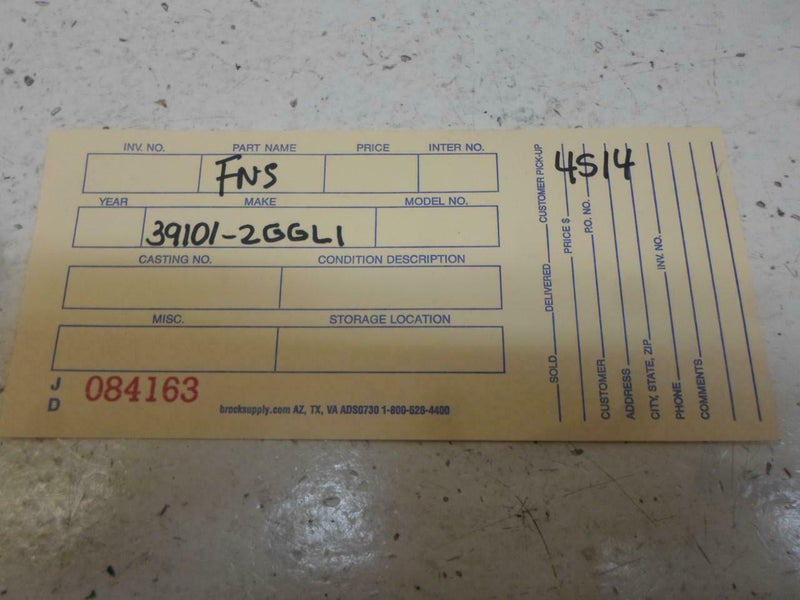 INV. NO. PART NAME PRICE INTER NO.
FNS
YEAR MAKE MODEL NO.
39101-2GGL1
CASTING NO. CONDITION DESCRIPTION
MISC. STORAGE LOCATION
J D 084163
brocksupply.com AZ, TX, VA ADS0730 1-800-528-4400
4S14
SOLD DELIVERED CUSTOMER PICK-UP
PRICE $
P.O. NO.
CUSTOMER
ADDRESS
CITY, STATE, ZIP
PHONE INV. NO.
COMMENTS